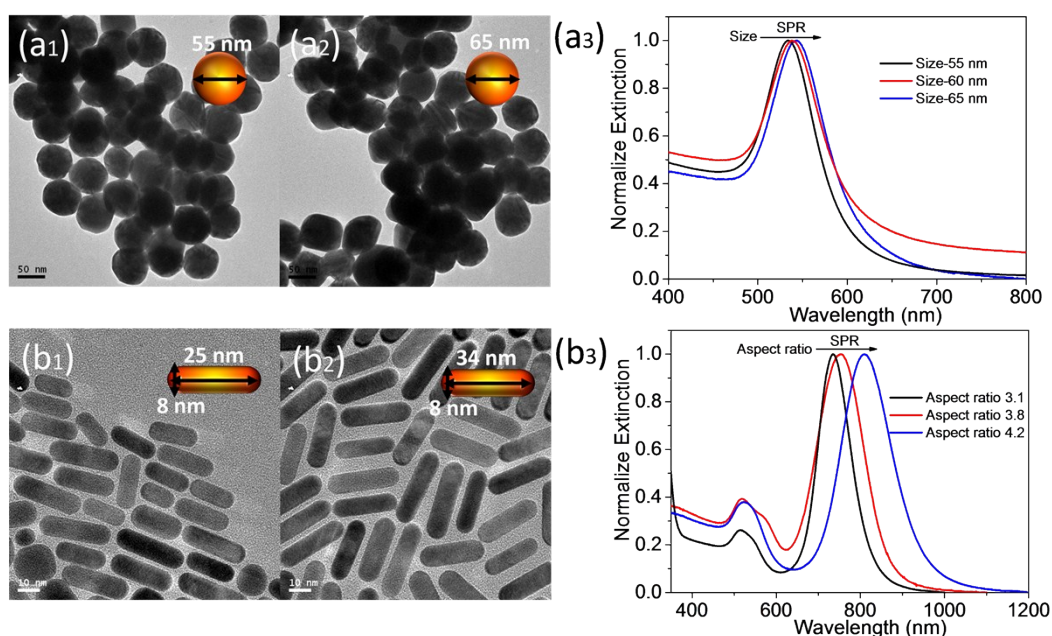 (a1)
55 nm
50 nm
(a2)
65 nm
50 nm
(a3)
Size
SPR
Size-55 nm
Size-60 nm
Size-65 nm
Normalize Extinction
1.0
0.8
0.6
0.4
0.2
0.0
400 500 600 700 800
Wavelength (nm)
(b1)
25 nm
8 nm
10 nm
(b2)
34 nm
8 nm
10 nm
(b3)
Aspect ratio
SPR
Aspect ratio 3.1
Aspect ratio 3.8
Aspect ratio 4.2
Normalize Extinction
1.0
0.8
0.6
0.4
0.2
0.0
400 600 800 1000 1200
Wavelength (nm)